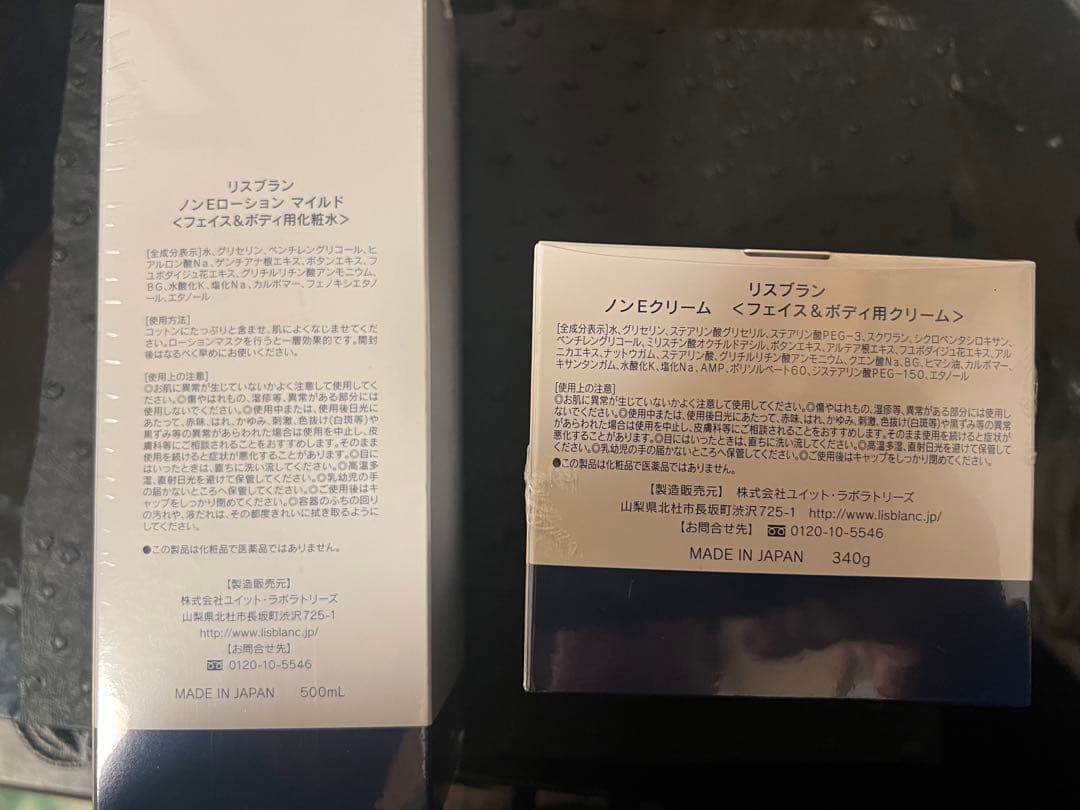 リスブラン
ノンEローション マイルド
<フェイス&ボディ用化粧水>
[全成分表示]水、グリセリン、ペンチレングリコール、ヒ
アルロン酸Na、ゲンチアナ根エキス、ボタンエキス、フ
ユボダイジュ花エキス、グリチルリチン酸アンモニウム、
BG、水酸化K、塩化Na、カルボマー、フェノキシエタノ
ール、エタノール
[使用方法]
コットンにたっぷりと含ませ、肌によくなじませてくだ
さい。ローションマスクを行うと一層効果的です。開封
後はなるべく早めにお使いください。
[使用上の注意]
◎お肌に異常が生じていないかよく注意して使用してく
ださい。◎傷やはれもの、湿疹等、異常がある部分には
使用しないでください。◎使用中または、使用後日光に
あたって、赤味、はれ、かゆみ、刺激、色抜け(白斑等)や
黒ずみ等の異常があらわれた場合は使用を中止し、皮
膚科等にご相談されることをおすすめします。そのまま
使用を続けると症状が悪化することがあります。◎目に
はいったときは、直ちに洗い流してください。◎高温多
湿、直射日光を避けて保管してください。◎乳幼児の手
の届かないところへ保管してください。◎ご使用後はキ
ャップをしっかり閉めてください。◎容器のふちの回り
の汚れや、液だれは、その都度きれいに拭き取るように
してください。
●この製品は化粧品で医薬品ではありません。
【製造販売元】
株式会社ユイット・ラボラトリーズ
山梨県北杜市長坂町渋沢725-1
http://www.lisblanc.jp/
【お問合せ先】
0120-10-5546
MADE IN JAPAN 500mL
リスブラン
ノンEクリーム <フェイス&ボディ用クリーム>
[全成分表示]水、グリセリン、ステアリン酸グリセリル、ステアリン酸PEG-3、スクワラン、シクロペンタシロキサン、
ペンチレングリコール、ミリスチン酸オクチルドデシル、ボタンエキス、アルテア根エキス、フユボダイジュ花エキス、アル
ニカエキス、ナットウガム、ステアリン酸、グリチルリチン酸アンモニウム、クエン酸Na、BG、ヒマシ油、カルボマー、
キサンタンガム、水酸化K、塩化Na、AMP、ポリソルベート60、ジステアリン酸PEG-150、エタノール
[使用上の注意]
◎お肌に異常が生じていないかよく注意して使用してください。◎傷やはれもの、湿疹等、異常がある部分には使用し
ないでください。◎使用中または、使用後日光にあたって、赤味、はれ、かゆみ、刺激、色抜け(白斑等)や黒ずみ等の異常
があらわれた場合は使用を中止し、皮膚科等にご相談されることをおすすめします。そのまま使用を続けると症状が
悪化することがあります。◎目にはいったときは、直ちに洗い流してください。◎高温多湿、直射日光を避けて保管して
ください。◎乳幼児の手の届かないところへ保管してください。◎ご使用後はキャップをしっかり閉めてください。
●この製品は化粧品で医薬品ではありません。
【製造販売元】 株式会社ユイット・ラボラトリーズ
山梨県北杜市長坂町渋沢725-1 http://www.lisblanc.jp/
【お問合せ先】 0120-10-5546
MADE IN JAPAN 340g